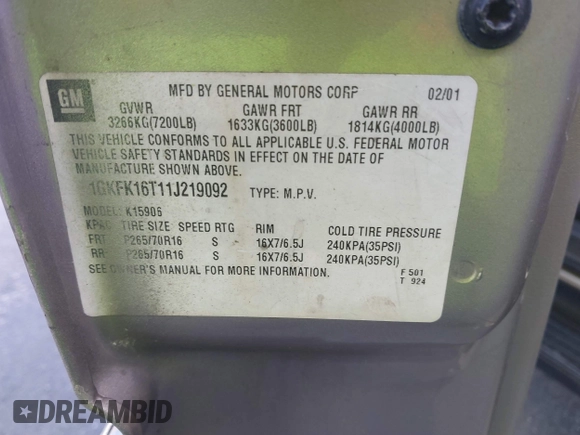 GM
MFD BY GENERAL MOTORS CORP 02/01
GVWR GAWR FRT GAWR RR
3266KG(7200LB) 1633KG(3600LB) 1814KG(4000LB)
THIS VEHICLE CONFORMS TO ALL APPLICABLE U.S. FEDERAL MOTOR
VEHICLE SAFETY STANDARDS IN EFFECT ON THE DATE OF
MANUFACTURE SHOWN ABOVE.
1GKFK16T11J219092 TYPE: M.P.V.
MODEL: K15906
TIRE SIZE SPEED RTG RIM COLD TIRE PRESSURE
FRT P265/70R16 S 16X7/6.5J 240KPA(35PSI)
RR P265/70R16 S 16X7/6.5J 240KPA(35PSI)
SEE OWNER'S MANUAL FOR MORE INFORMATION.
F 501
T 924
DREAMBID